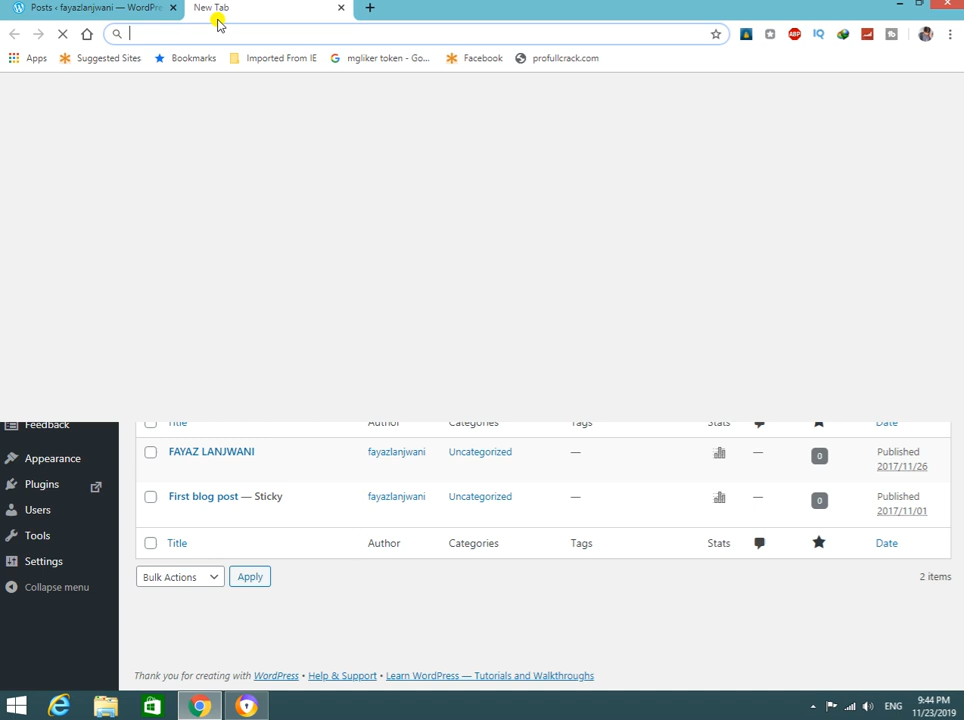 Posts ‹ fayazlanjwani — WordPre
New Tab
Apps
Suggested Sites
Bookmarks
Imported From IE
mgliker token - Go...
Facebook
profullcrack.com
ABP
IQ
Feedback
Appearance
Plugins
Users
Tools
Settings
Collapse menu
Title Author Categories Tags Stats Date
FAYAZ LANJWANI fayazlanjwani Uncategorized — — 0 Published
2017/11/26
First blog post — Sticky fayazlanjwani Uncategorized — — 0 Published
2017/11/01
Title Author Categories Tags Stats Date
Bulk Actions Apply 2 items
Thank you for creating with WordPress • Help & Support • Learn WordPress — Tutorials and Walkthroughs
ENG
9:44 PM
11/23/2019